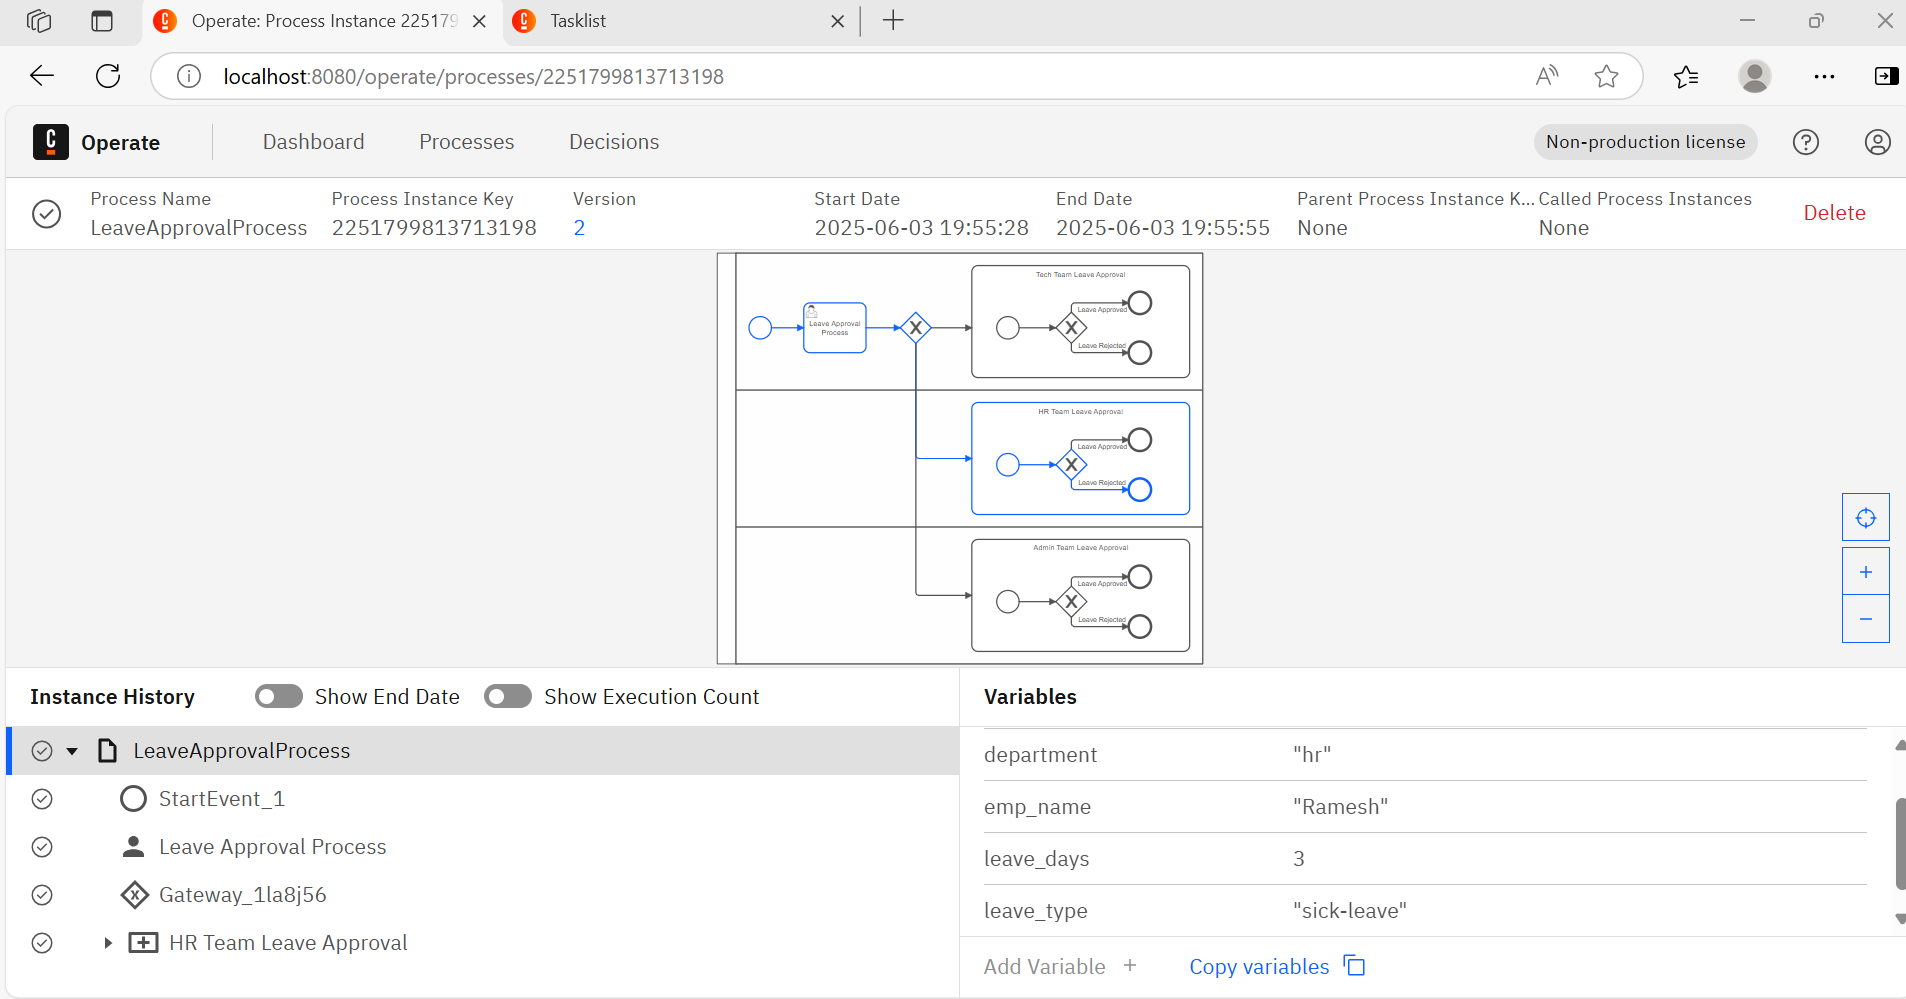 Operate: Process Instance 225179
Tasklist
localhost:8080/operate/processes/2251799813713198
Operate
Dashboard
Processes
Decisions
Non-production license
Process Name
Process Instance Key
Version
Start Date
End Date
Parent Process Instance K...
Called Process Instances
LeaveApprovalProcess
2251799813713198
2
2025-06-03 19:55:28
2025-06-03 19:55:55
None
None
Delete
Tech Team Leave Approval
Leave Approval
Process
Leave Approved
Leave Rejected
HR Team Leave Approval
Leave Approved
Leave Rejected
Admin Team Leave Approval
Leave Approved
Leave Rejected
Instance History
Show End Date
Show Execution Count
LeaveApprovalProcess
StartEvent_1
Leave Approval Process
Gateway_1la8j56
HR Team Leave Approval
Variables
department "hr"
emp_name "Ramesh"
leave_days 3
leave_type "sick-leave"
Add Variable +
Copy variables